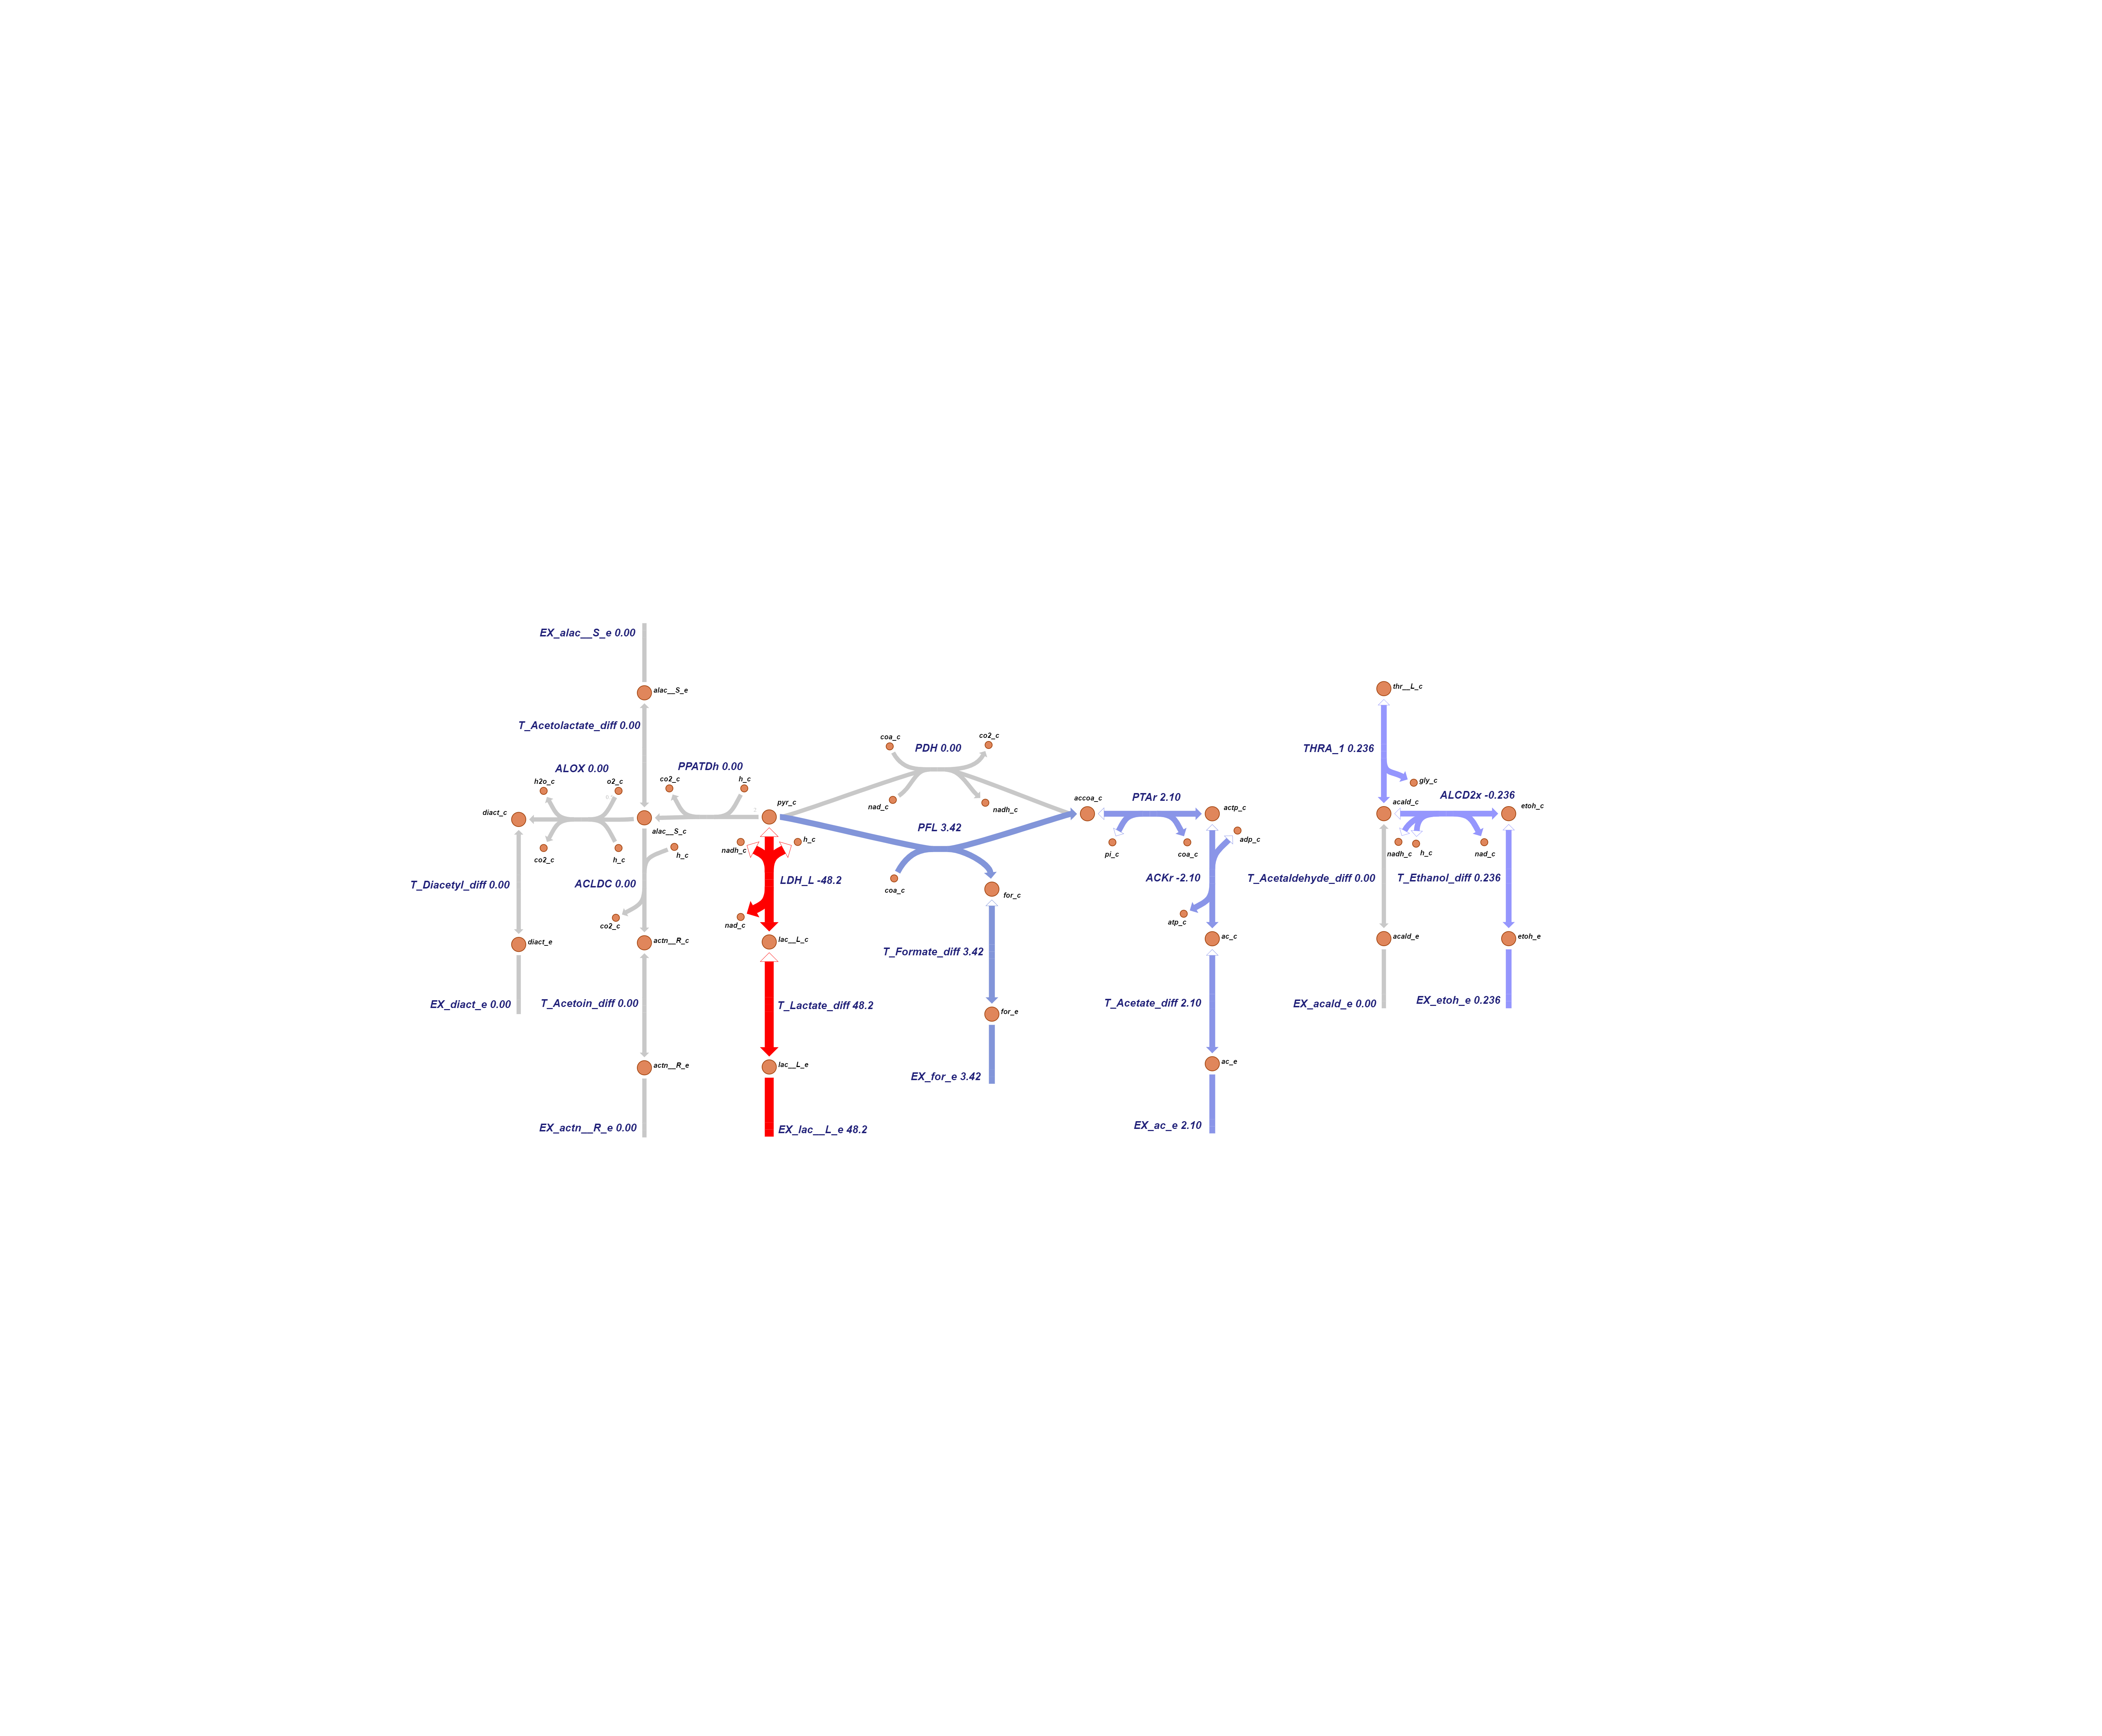 EX_alac__S_e 0.00
alac__S_e
thr__L_c
T_Acetolactate_diff 0.00
coa_c
co2_c
PDH 0.00
THRA_1 0.236
ALOX 0.00
PPATDh 0.00
h2o_c
o2_c
co2_c
h_c
gly_c
nad_c
nadh_c
accoa_c
PTAr 2.10
ALCD2x -0.236
pyr_c
actp_c
acald_c
etoh_c
diact_c
alac__S_c
PFL 3.42
adp_c
nadh_c
h_c
co2_c
h_c
h_c
pi_c
coa_c
nadh_c
h_c
nad_c
T_Diacetyl_diff 0.00
ACLDC 0.00
LDH_L -48.2
coa_c
ACKr -2.10
T_Acetaldehyde_diff 0.00
T_Ethanol_diff 0.236
for_c
co2_c
nad_c
atp_c
diact_e
actn__R_c
lac__L_c
ac_c
acald_e
etoh_e
T_Formate_diff 3.42
EX_diact_e 0.00
T_Acetoin_diff 0.00
T_Lactate_diff 48.2
for_e
T_Acetate_diff 2.10
EX_acald_e 0.00
EX_etoh_e 0.236
actn__R_e
lac__L_e
EX_for_e 3.42
ac_e
EX_actn__R_e 0.00
EX_lac__L_e 48.2
EX_ac_e 2.10